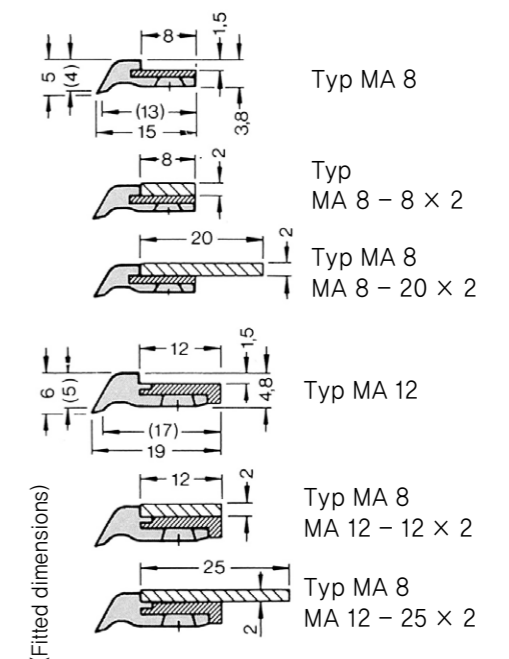 8
1,5
5
(4)
(13)
15
3,8
Typ MA 8
8
2
Typ
MA 8 – 8 × 2
20
2
Typ MA 8
MA 8 – 20 × 2
12
1,5
6
(5)
(17)
19
4,8
Typ MA 12
12
2
Typ MA 8
MA 12 – 12 × 2
25
2
Typ MA 8
MA 12 – 25 × 2
(Fitted dimensions)